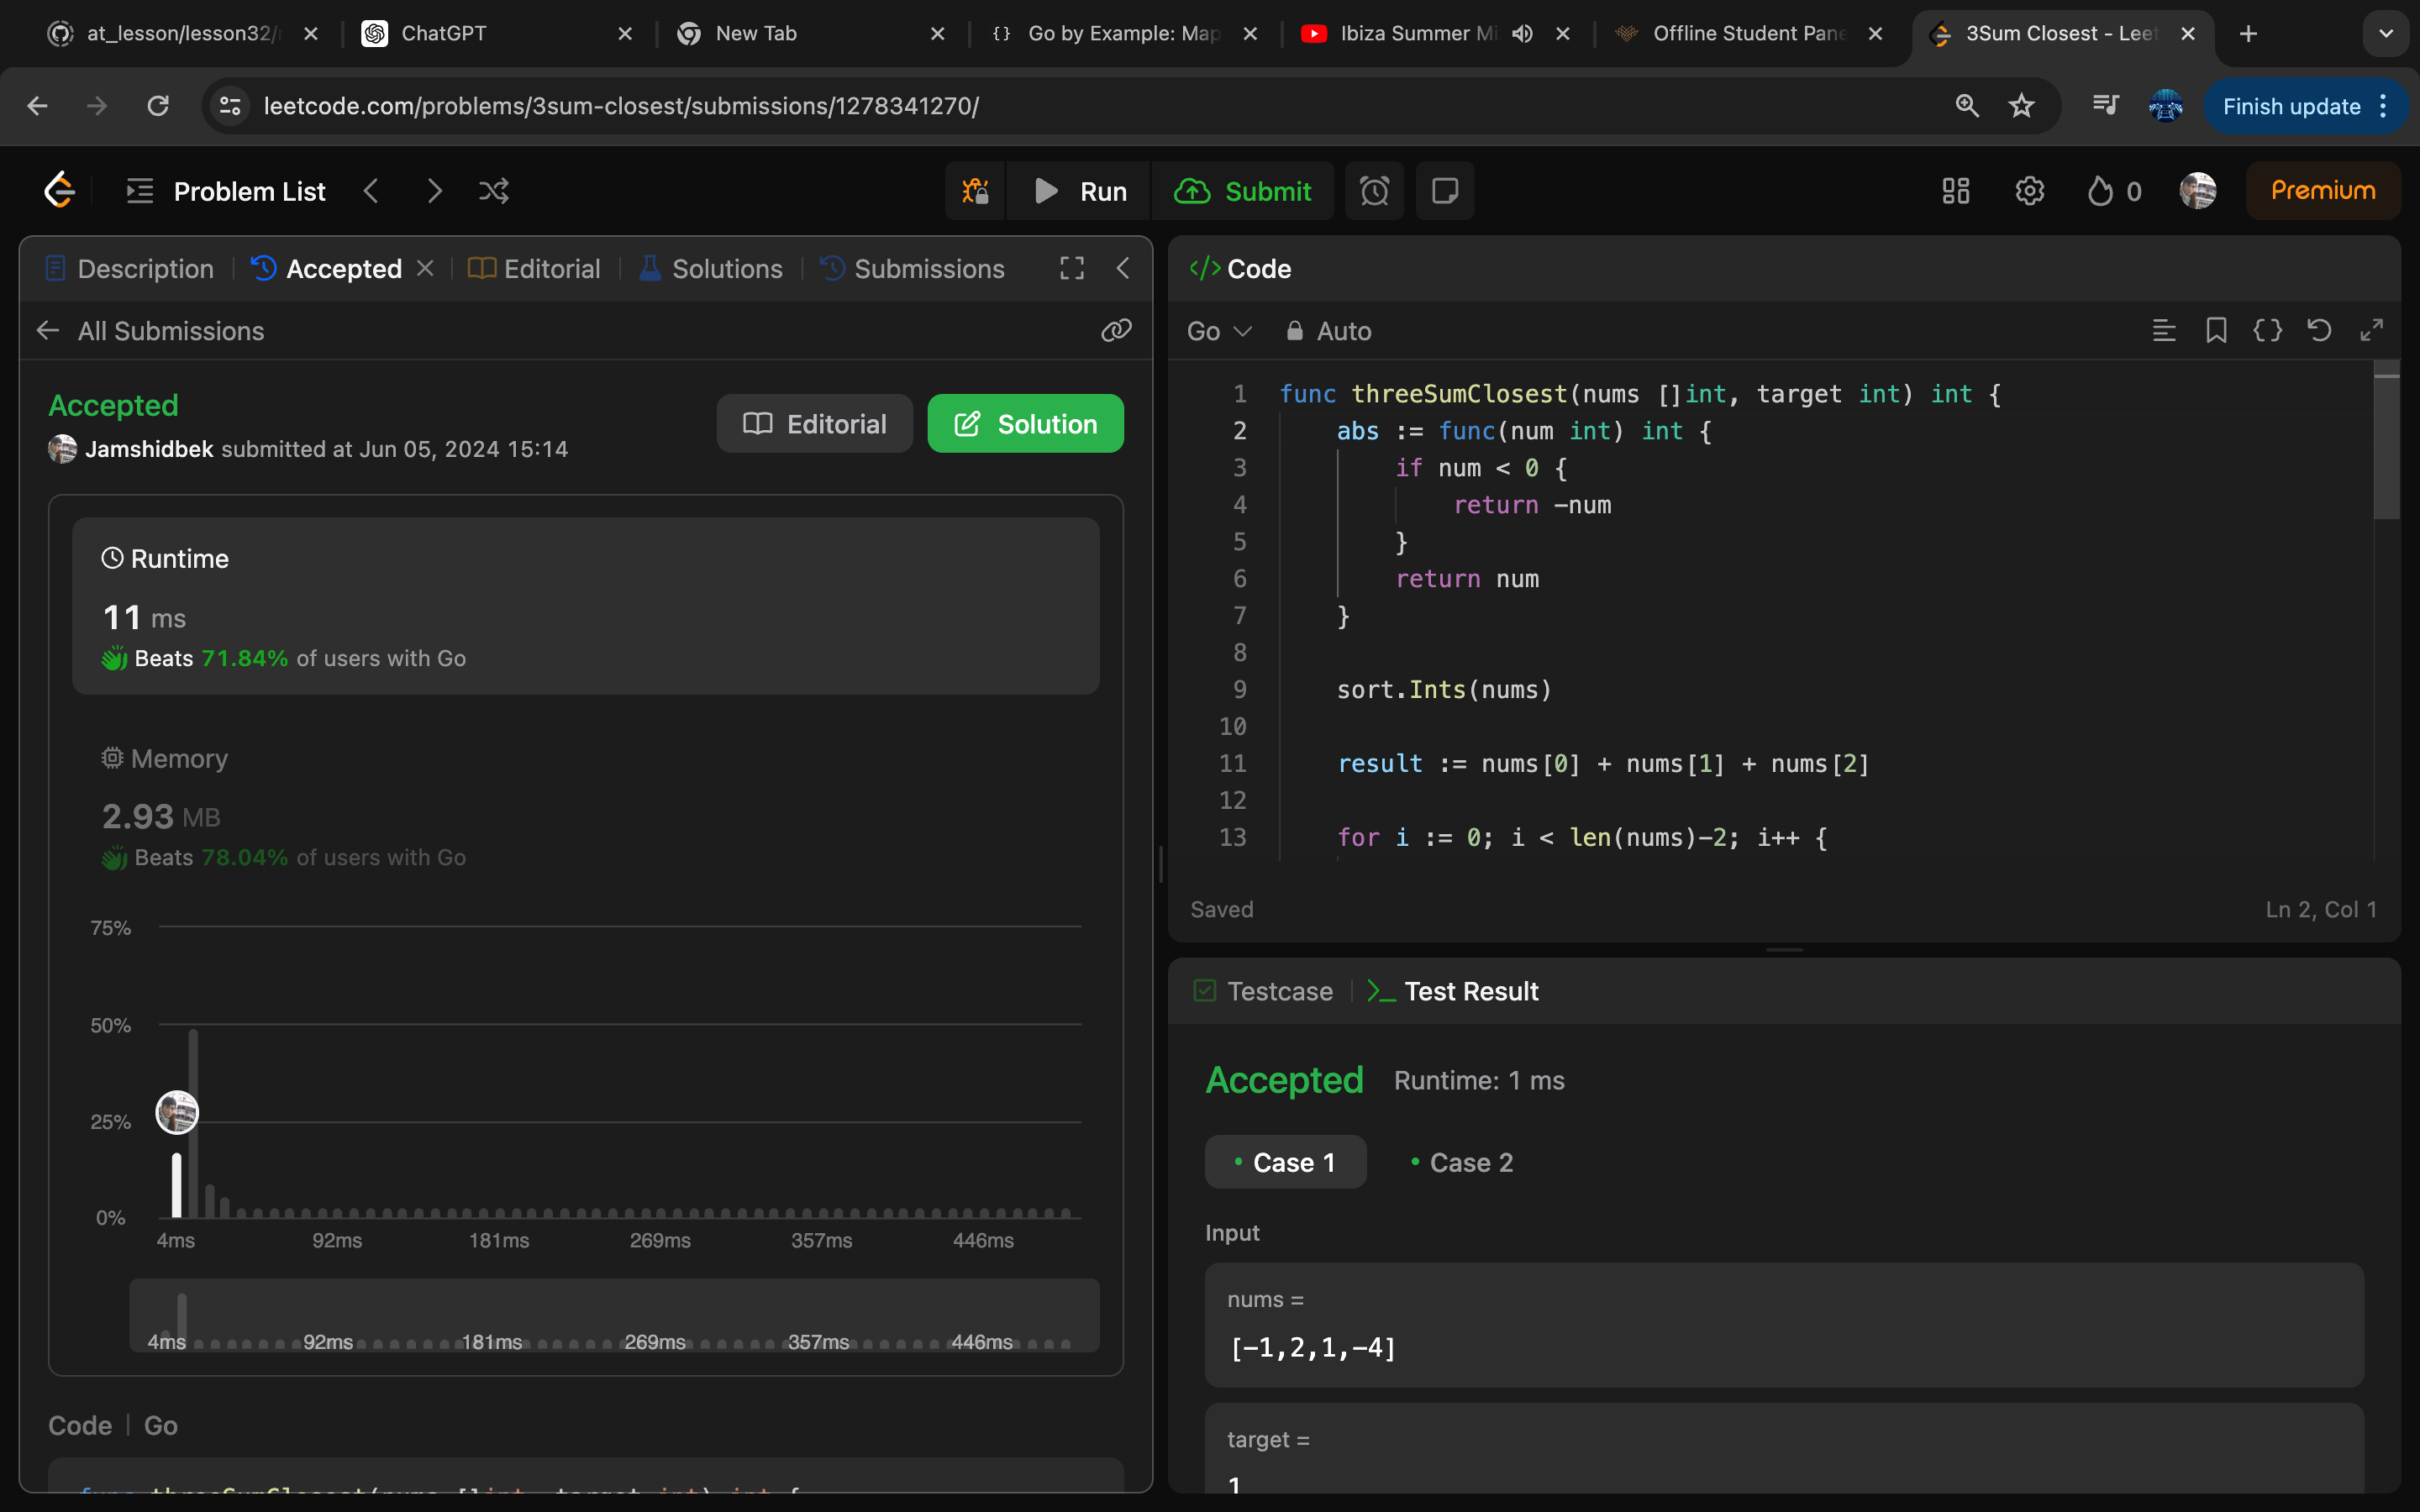 at_lesson/lesson32/
ChatGPT
New Tab
Go by Example: Map
Ibiza Summer Mi
Offline Student Pane
3Sum Closest - Leet
leetcode.com/problems/3sum-closest/submissions/1278341270/
Finish update
Problem List
Run
Submit
0
Premium
Description
Accepted
Editorial
Solutions
Submissions
All Submissions
Accepted
Jamshidbek submitted at Jun 05, 2024 15:14
Editorial
Solution
Runtime
11 ms
Beats 71.84% of users with Go
Memory
2.93 MB
Beats 78.04% of users with Go
75%
50%
25%
0%
4ms 92ms 181ms 269ms 357ms 446ms
4ms 92ms 181ms 269ms 357ms 446ms
Code | Go
func threeSumClosest(nums []int, target int) int {
</> Code
Go
Auto
1 func threeSumClosest(nums []int, target int) int {
2 abs := func(num int) int {
3 if num < 0 {
4 return -num
5 }
6 return num
7 }
8
9 sort.Ints(nums)
10
11 result := nums[0] + nums[1] + nums[2]
12
13 for i := 0; i < len(nums)-2; i++ {
Saved
Ln 2, Col 1
Testcase
>_ Test Result
Accepted
Runtime: 1 ms
• Case 1
• Case 2
Input
nums =
[-1,2,1,-4]
target =
1